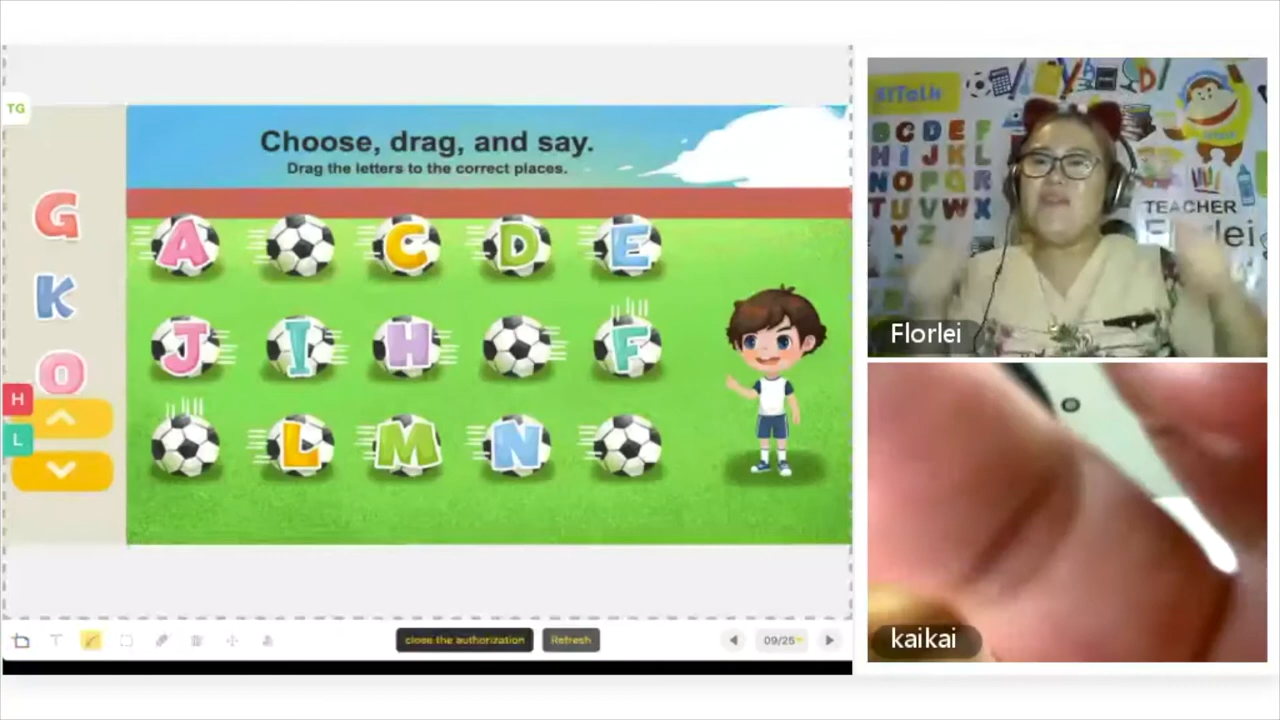 TG
Choose, drag, and say.
Drag the letters to the correct places.
G
K
O
A C D E
J I H F
L M N
H
L
close the authorization
Refresh
09/25
B C D E F
H I J K L
N O P Q R
T U V W X
Y Z
TEACHER
Florlei
Florlei
kaikai